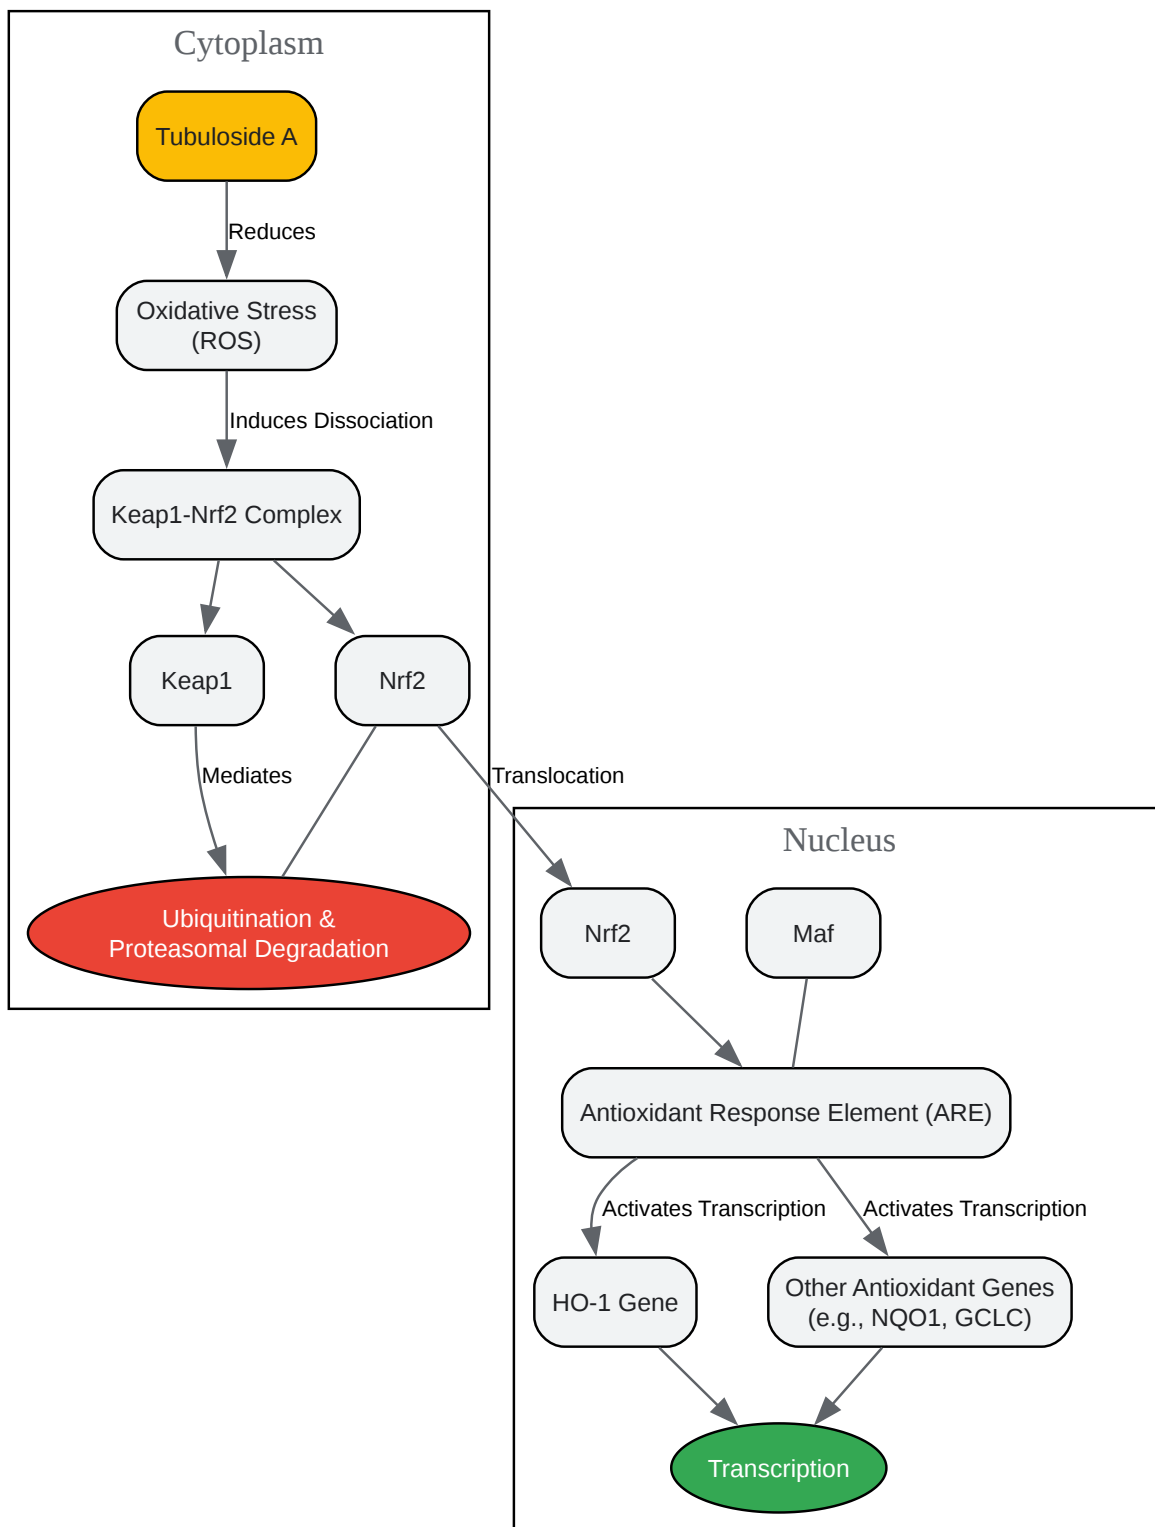 Cytoplasm
Tubuloside A
Reduces
Oxidative Stress
(ROS)
Induces Dissociation
Keap1-Nrf2 Complex
Keap1
Nrf2
Mediates
Translocation
Ubiquitination &
Proteasomal Degradation
Nucleus
Nrf2
Maf
Antioxidant Response Element (ARE)
Activates Transcription
Activates Transcription
HO-1 Gene
Other Antioxidant Genes
(e.g., NQO1, GCLC)
Transcription